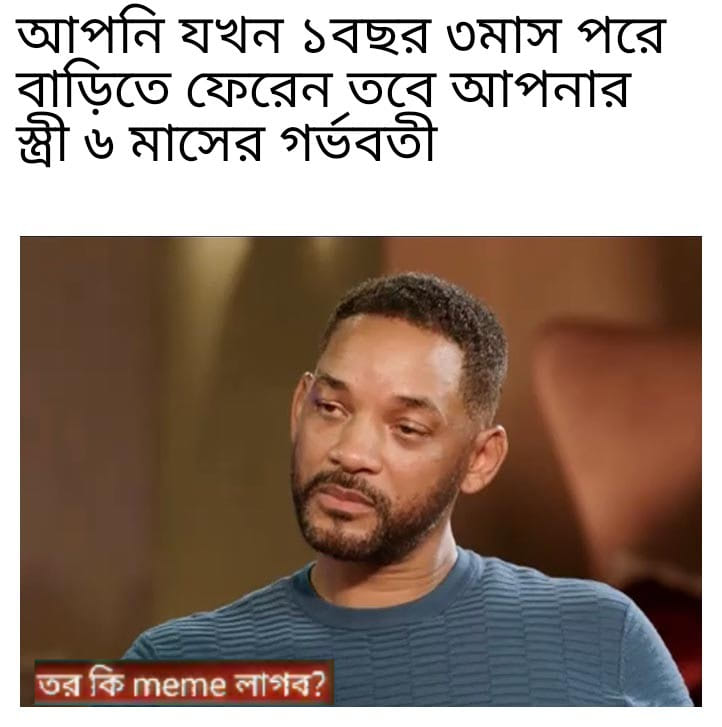 আপনি যখন ১বছর ৩মাস পরে
বাড়িতে ফেরেন তবে আপনার
স্ত্রী ৬ মাসের গর্ভবতী
তর কি meme লাগব?